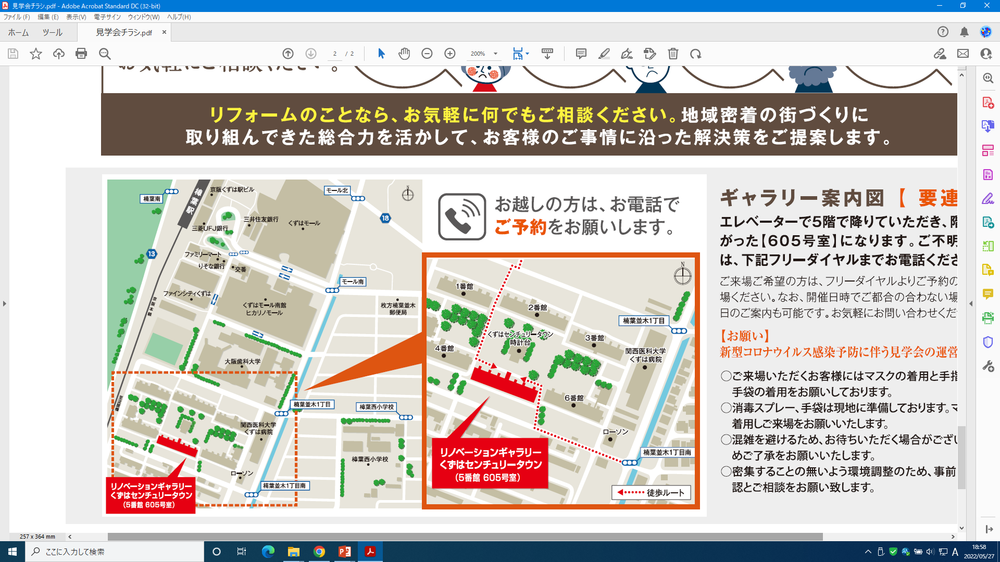 見学会チラシ.pdf - Adobe Acrobat Standard DC (32-bit)
ファイル(F) 編集(E) 表示(V) 電子サイン ウィンドウ(W) ヘルプ(H)
ホーム ツール 見学会チラシ.pdf ×
2 / 2 200%
お気軽にご相談ください。
リフォームのことなら、お気軽に何でもご相談ください。地域密着の街づくりに
取り組んできた総合力を活かして、お客様のご事情に沿った解決策をご提案します。
楠葉南
樟葉駅
京阪くずは駅ビル
モール北
N
18
三井住友銀行
くずはモール
三菱UFJ銀行
13
ファミリーマート
りそな銀行
交番
モール南
ファインシティくずは
京阪本線
くずはモール南館
ヒカリノモール
枚方楠葉並木
郵便局
大阪歯科大学
楠葉並木1丁目
樟葉西小学校
関西医科大学
くずは病院
樟葉西小学校
ローソン
楠葉並木1丁目南
リノベーションギャラリー
くずはセンチュリータウン
(5番館 605号室)
お越しの方は、お電話で
ご予約をお願いします。
N
1番館
2番館
楠葉並木1丁目
くずはセンチュリータウン
時計台
3番館
4番館
関西医科大学
くずは病院
6番館
ローソン
楠葉並木1丁目南
リノベーションギャラリー
くずはセンチュリータウン
(5番館 605号室)
徒歩ルート
ギャラリー案内図【 要連
エレベーターで5階で降りていただき、階
がった【605号室】になります。ご不明
は、下記フリーダイヤルまでお電話くださ
ご来場ご希望の方は、フリーダイヤルよりご予約の
場ください。なお、開催日時でご都合の合わない場
日のご案内も可能です。お気軽にお問い合わせくだ
【お願い】
新型コロナウイルス感染予防に伴う見学会の運営
○ご来場いただくお客様にはマスクの着用と手指
手袋の着用をお願いしております。
○消毒スプレー、手袋は現地に準備しております。マ
着用しご来場をお願いいたします。
○混雑を避けるため、お待ちいただく場合がござい
めご了承をお願いいたします。
○密集することの無いよう環境調整のため、事前
認とご相談をお願い致します。
257 x 364 mm
ここに入力して検索
A
18:58
2022/05/27